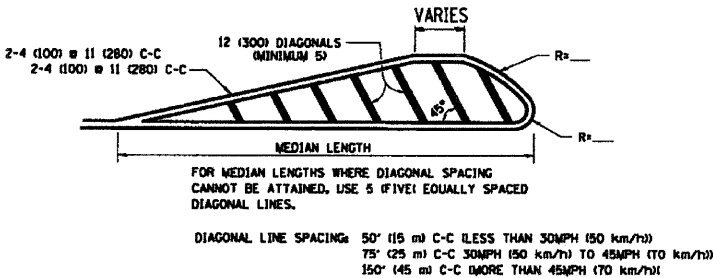 VARIES
12 (300) DIAGONALS
(MINIMUM 5)
2-4 (100) @ 11 (280) C-C
2-4 (100) @ 11 (280) C-C
R=___
45°
R=___
MEDIAN LENGTH
FOR MEDIAN LENGTHS WHERE DIAGONAL SPACING
CANNOT BE ATTAINED, USE 5 (FIVE) EQUALLY SPACED
DIAGONAL LINES.
DIAGONAL LINE SPACING: 50' (15 m) C-C (LESS THAN 30MPH (50 km/h))
75' (25 m) C-C 30MPH (50 km/h) TO 45MPH (70 km/h))
150' (45 m) C-C (MORE THAN 45MPH (70 km/h)